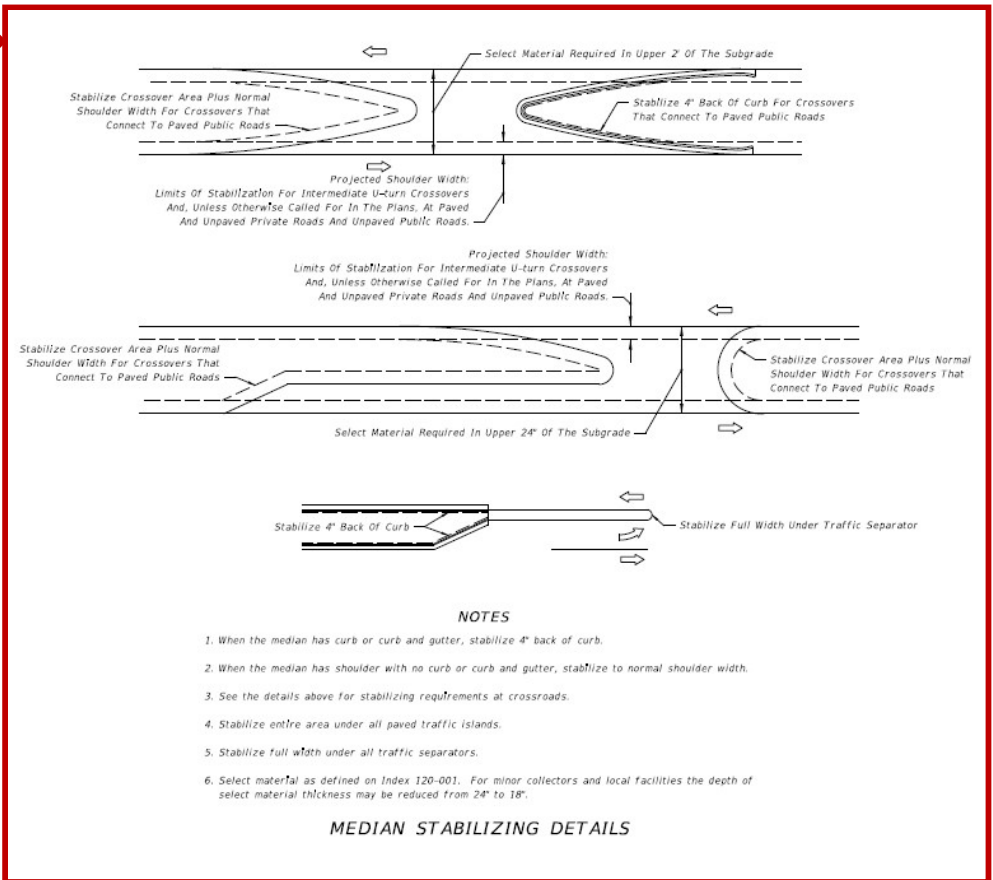 Select Material Required In Upper 2' Of The Subgrade
Stabilize Crossover Area Plus Normal
Shoulder Width For Crossovers That
Connect To Paved Public Roads
Stabilize 4" Back Of Curb For Crossovers
That Connect To Paved Public Roads
Projected Shoulder Width:
Limits Of Stabilization For Intermediate U-turn Crossovers
And, Unless Otherwise Called For In The Plans, At Paved
And Unpaved Private Roads And Unpaved Public Roads.
Projected Shoulder Width:
Limits Of Stabilization For Intermediate U-turn Crossovers
And, Unless Otherwise Called For In The Plans, At Paved
And Unpaved Private Roads And Unpaved Public Roads.
Stabilize Crossover Area Plus Normal
Shoulder Width For Crossovers That
Connect To Paved Public Roads
Stabilize Crossover Area Plus Normal
Shoulder Width For Crossovers That
Connect To Paved Public Roads
Select Material Required In Upper 24" Of The Subgrade
Stabilize 4" Back Of Curb
Stabilize Full Width Under Traffic Separator
NOTES
1. When the median has curb or curb and gutter, stabilize 4" back of curb.
2. When the median has shoulder with no curb or curb and gutter, stabilize to normal shoulder width.
3. See the details above for stabilizing requirements at crossroads.
4. Stabilize entire area under all paved traffic islands.
5. Stabilize full width under all traffic separators.
6. Select material as defined on Index 120-001. For minor collectors and local facilities the depth of
select material thickness may be reduced from 24" to 18".
MEDIAN STABILIZING DETAILS